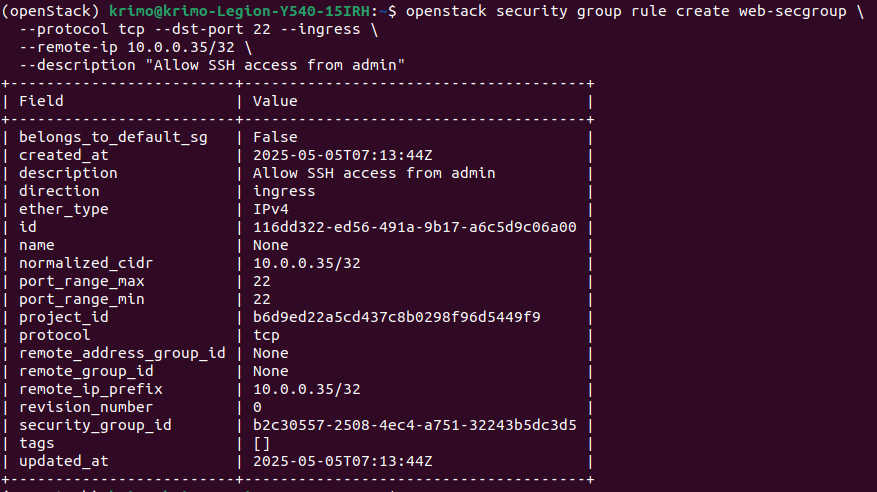 (openStack) krimo@krimo-Legion-Y540-15IRH:~$ openstack security group rule create web-secgroup \
  --protocol tcp --dst-port 22 --ingress \
  --remote-ip 10.0.0.35/32 \
  --description "Allow SSH access from admin"
+-------------------------+--------------------------------------+
| Field                   | Value                                |
+-------------------------+--------------------------------------+
| belongs_to_default_sg   | False                                |
| created_at              | 2025-05-05T07:13:44Z                 |
| description             | Allow SSH access from admin          |
| direction               | ingress                              |
| ether_type              | IPv4                                 |
| id                      | 116dd322-ed56-491a-9b17-a6c5d9c06a00 |
| name                    | None                                 |
| normalized_cidr         | 10.0.0.35/32                         |
| port_range_max          | 22                                   |
| port_range_min          | 22                                   |
| project_id              | b6d9ed22a5cd437c8b0298f96d5449f9     |
| protocol                | tcp                                  |
| remote_address_group_id | None                                 |
| remote_group_id         | None                                 |
| remote_ip_prefix        | 10.0.0.35/32                         |
| revision_number         | 0                                    |
| security_group_id       | b2c30557-2508-4ec4-a751-32243b5dc3d5 |
| tags                    | []                                   |
| updated_at              | 2025-05-05T07:13:44Z                 |
+-------------------------+--------------------------------------+